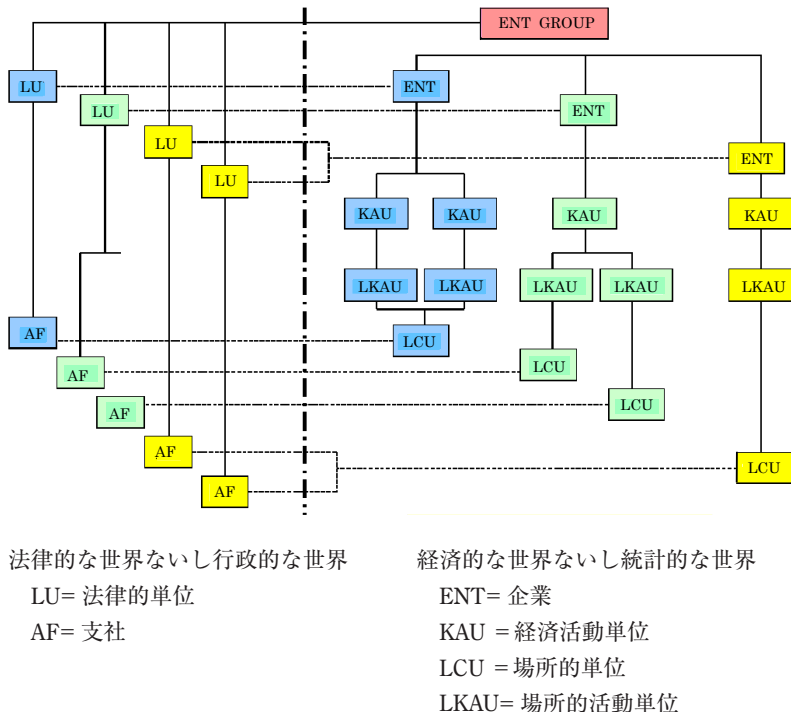 ENT GROUP
LU ENT
LU ENT
LU ENT
LU
KAU KAU KAU KAU
LKAU LKAU LKAU LKAU LKAU
AF LCU
AF LCU
AF LCU
AF LCU
AF
法律的な世界ないし行政的な世界
LU= 法律的単位
AF= 支社
経済的な世界ないし統計的な世界
ENT= 企業
KAU =経済活動単位
LCU =場所的単位
LKAU= 場所的活動単位